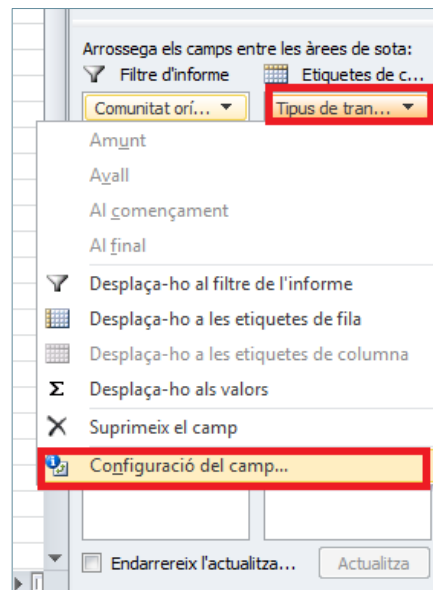 Arrossega els camps entre les àrees de sota:
Filtre d'informe Etiquetes de c...
Comunitat orí... Tipus de tran...
Amunt
Avall
Al començament
Al final
Desplaça-ho al filtre de l'informe
Desplaça-ho a les etiquetes de fila
Desplaça-ho a les etiquetes de columna
Σ Desplaça-ho als valors
Suprimeix el camp
Configuració del camp...
Endarrereix l'actualitza... Actualitza